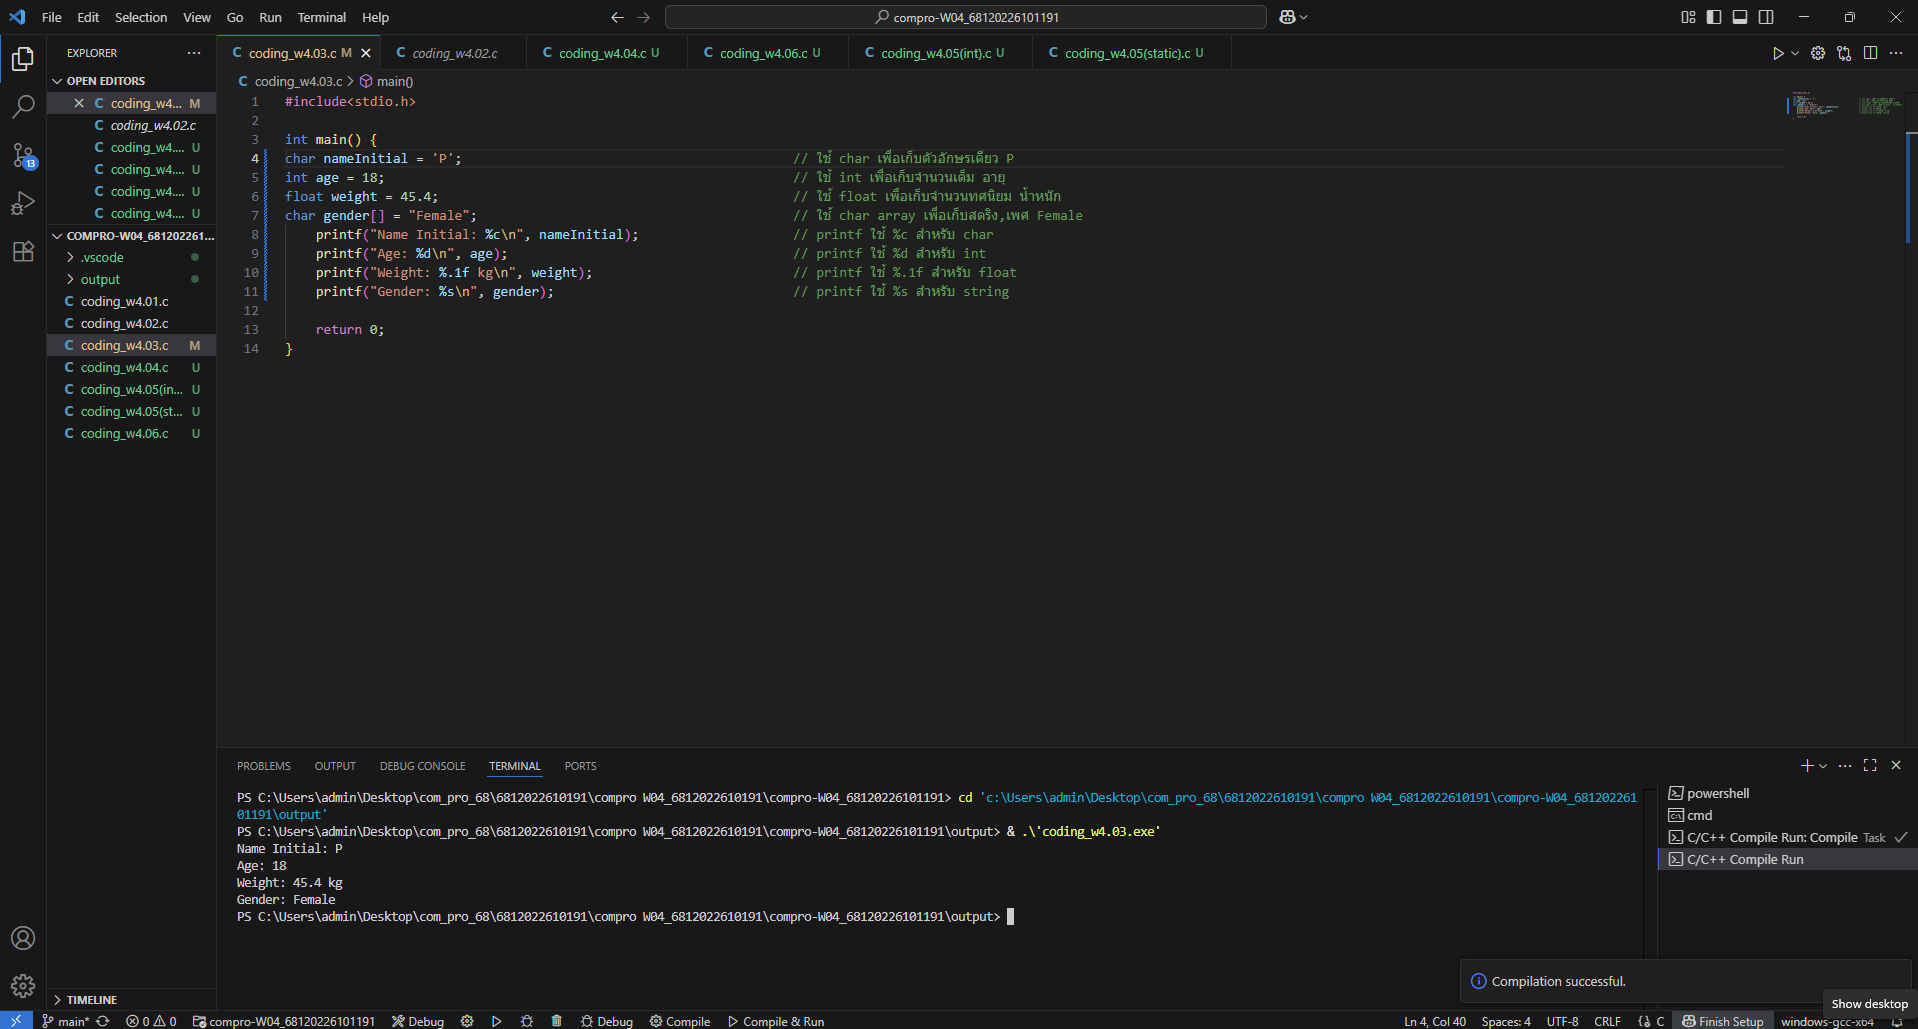 File Edit Selection View Go Run Terminal Help
compro-W04_68120226101191
EXPLORER
OPEN EDITORS
coding_w4... M
coding_w4.02.c
coding_w4.... U
coding_w4.... U
coding_w4.... U
coding_w4.... U
COMPRO-W04_681202261...
.vscode
output
coding_w4.01.c
coding_w4.02.c
coding_w4.03.c M
coding_w4.04.c U
coding_w4.05(in... U
coding_w4.05(st... U
coding_w4.06.c U
TIMELINE
coding_w4.03.c M
coding_w4.02.c
coding_w4.04.c U
coding_w4.06.c U
coding_w4.05(int).c U
coding_w4.05(static).c U
coding_w4.03.c > main()
1 #include<stdio.h>
2
3 int main() {
4 char nameInitial = 'P'; // ใช้ char เพื่อเก็บตัวอักษรเดียว P
5 int age = 18; // ใช้ int เพื่อเก็บจำนวนเต็ม อายุ
6 float weight = 45.4; // ใช้ float เพื่อเก็บจำนวนทศนิยม น้ำหนัก
7 char gender[] = "Female"; // ใช้ char array เพื่อเก็บสตริง,เพศ Female
8 printf("Name Initial: %c\n", nameInitial); // printf ใช้ %c สำหรับ char
9 printf("Age: %d\n", age); // printf ใช้ %d สำหรับ int
10 printf("Weight: %.1f kg\n", weight); // printf ใช้ %.1f สำหรับ float
11 printf("Gender: %s\n", gender); // printf ใช้ %s สำหรับ string
12
13 return 0;
14 }
PROBLEMS OUTPUT DEBUG CONSOLE TERMINAL PORTS
PS C:\Users\admin\Desktop\com_pro_68\6812022610191\compro W04_6812022610191\compro-W04_68120226101191> cd 'c:\Users\admin\Desktop\com_pro_68\6812022610191\compro W04_6812022610191\compro-W04_681202261
01191\output'
PS C:\Users\admin\Desktop\com_pro_68\6812022610191\compro W04_6812022610191\compro-W04_68120226101191\output> & .\'coding_w4.03.exe'
Name Initial: P
Age: 18
Weight: 45.4 kg
Gender: Female
PS C:\Users\admin\Desktop\com_pro_68\6812022610191\compro W04_6812022610191\compro-W04_68120226101191\output>
powershell
cmd
C/C++ Compile Run: Compile Task
C/C++ Compile Run
Compilation successful.
Show desktop
13
main* 0 0 compro-W04_68120226101191 Debug Debug Compile Compile & Run
Ln 4, Col 40 Spaces: 4 UTF-8 CRLF {} C Finish Setup windows-gcc-x64